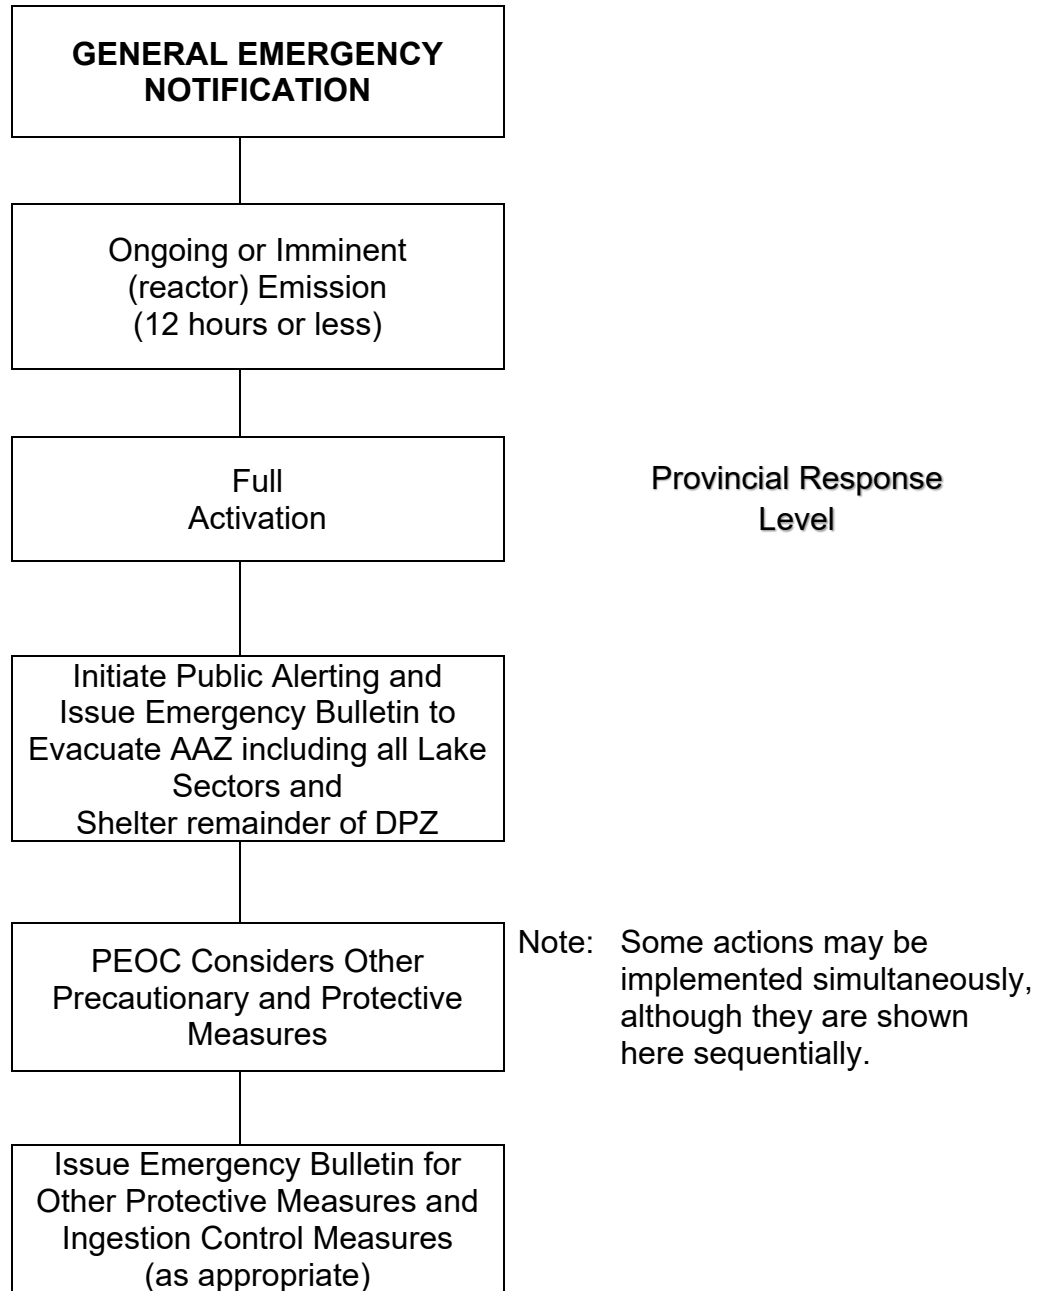 GENERAL EMERGENCY
NOTIFICATION
Ongoing or Imminent
(reactor) Emission
(12 hours or less)
Full
Activation
Provincial Response
Level
Initiate Public Alerting and
Issue Emergency Bulletin to
Evacuate AAZ including all Lake
Sectors and
Shelter remainder of DPZ
PEOC Considers Other
Precautionary and Protective
Measures
Note: Some actions may be
implemented simultaneously,
although they are shown
here sequentially.
Issue Emergency Bulletin for
Other Protective Measures and
Ingestion Control Measures
(as appropriate)